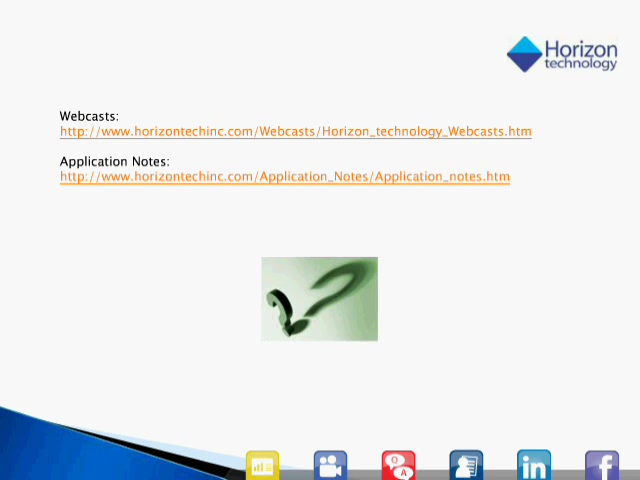 Horizon
technology
Webcasts:
http://www.horizontechinc.com/Webcasts/Horizon_technology_Webcasts.htm
Application Notes:
http://www.horizontechinc.com/Application_Notes/Application_notes.htm
Q
A
in
f